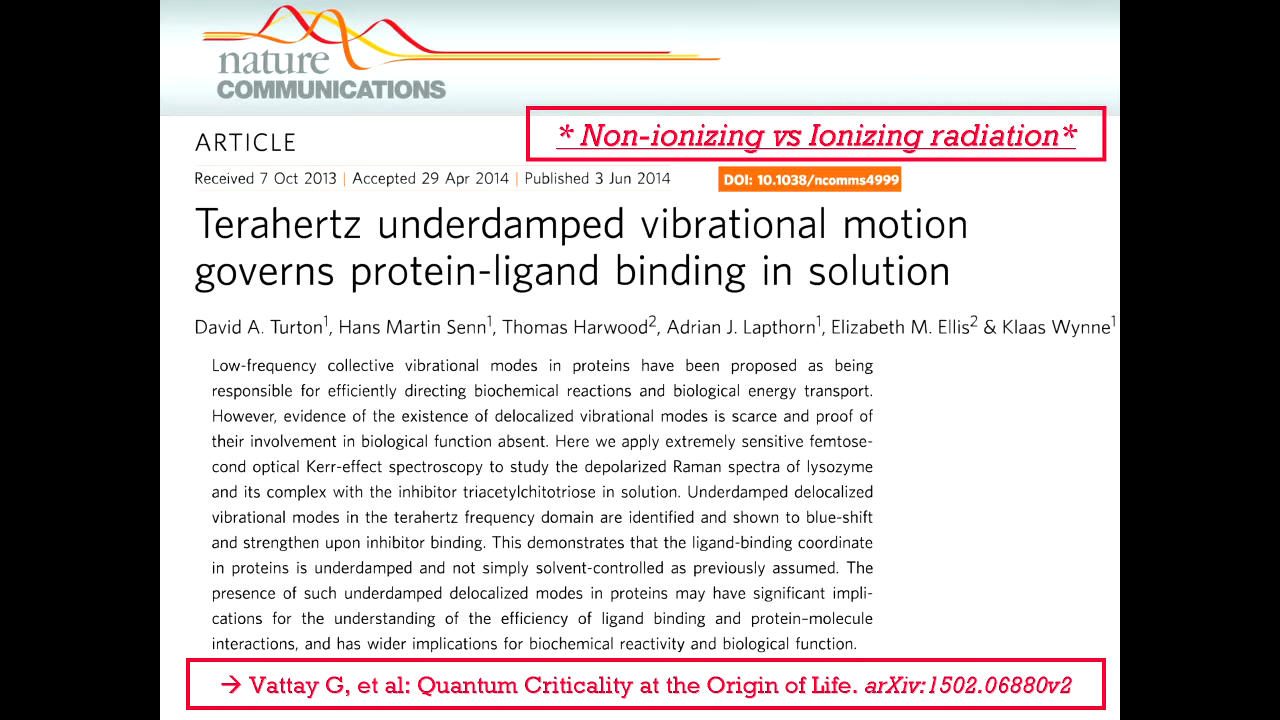 nature
COMMUNICATIONS
* Non-ionizing vs Ionizing radiation*
ARTICLE
Received 7 Oct 2013 | Accepted 29 Apr 2014 | Published 3 Jun 2014
DOI: 10.1038/ncomms4999
Terahertz underdamped vibrational motion
governs protein-ligand binding in solution
David A. Turton1, Hans Martin Senn1, Thomas Harwood2, Adrian J. Lapthorn1, Elizabeth M. Ellis2 & Klaas Wynne1
Low-frequency collective vibrational modes in proteins have been proposed as being
responsible for efficiently directing biochemical reactions and biological energy transport.
However, evidence of the existence of delocalized vibrational modes is scarce and proof of
their involvement in biological function absent. Here we apply extremely sensitive femtose-
cond optical Kerr-effect spectroscopy to study the depolarized Raman spectra of lysozyme
and its complex with the inhibitor triacetylchitotriose in solution. Underdamped delocalized
vibrational modes in the terahertz frequency domain are identified and shown to blue-shift
and strengthen upon inhibitor binding. This demonstrates that the ligand-binding coordinate
in proteins is underdamped and not simply solvent-controlled as previously assumed. The
presence of such underdamped delocalized modes in proteins may have significant impli-
cations for the understanding of the efficiency of ligand binding and protein–molecule
interactions, and has wider implications for biochemical reactivity and biological function.
→ Vattay G, et al: Quantum Criticality at the Origin of Life. arXiv:1502.06880v2